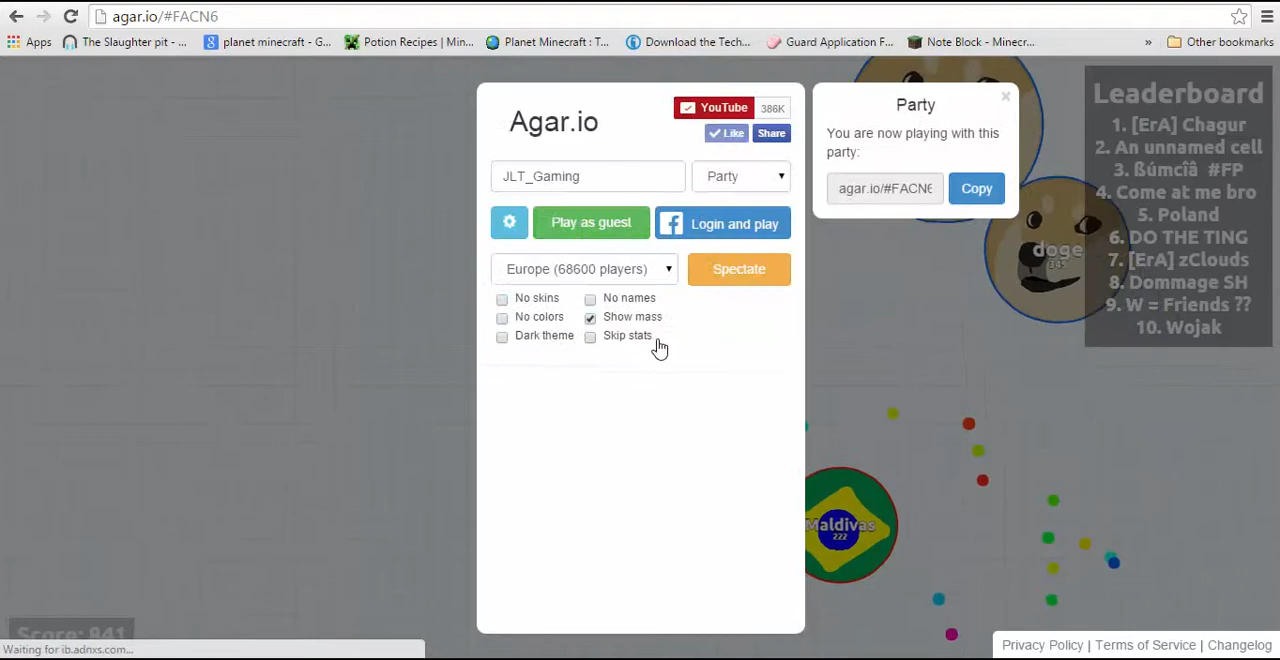 agar.io/#FACN6
Apps The Slaughter pit - ... planet minecraft - G... Potion Recipes | Min... Planet Minecraft : T... Download the Tech... Guard Application F... Note Block - Minecr... » Other bookmarks
Agar.io
YouTube 386K
Like Share
JLT_Gaming Party
Play as guest Login and play
Europe (68600 players) Spectate
No skins No names
No colors Show mass
Dark theme Skip stats
Party ×
You are now playing with this
party:
agar.io/#FACN6 Copy
doge
345
Leaderboard
1. [ErA] Chagur
2. An unnamed cell
3. ßúmcîâ #FP
4. Come at me bro
5. Poland
6. DO THE TING
7. [ErA] zClouds
8. Dommage SH
9. W = Friends ??
10. Wojak
Maldivas
222
Score: 841
Waiting for ib.adnxs.com...
Privacy Policy | Terms of Service | Changelog